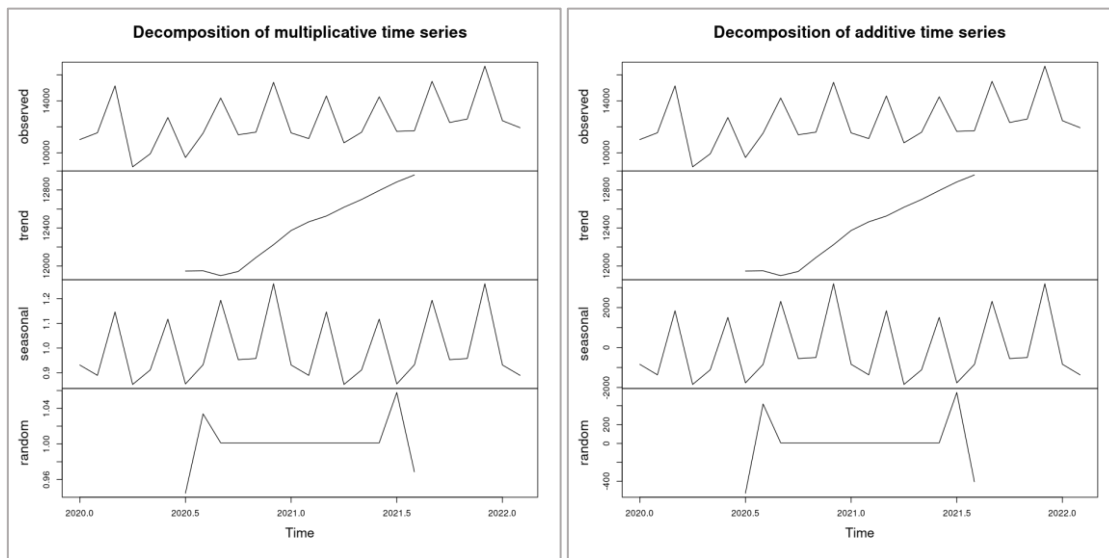 Decomposition of multiplicative time series
observed
10000 14000
trend
12000 12400 12800
seasonal
0.9 1.0 1.1 1.2
random
0.96 1.00 1.04
2020.0 2020.5 2021.0 2021.5 2022.0
Time
Decomposition of additive time series
observed
10000 14000
trend
12000 12400 12800
seasonal
-2000 0 2000
random
-400 0 200
2020.0 2020.5 2021.0 2021.5 2022.0
Time